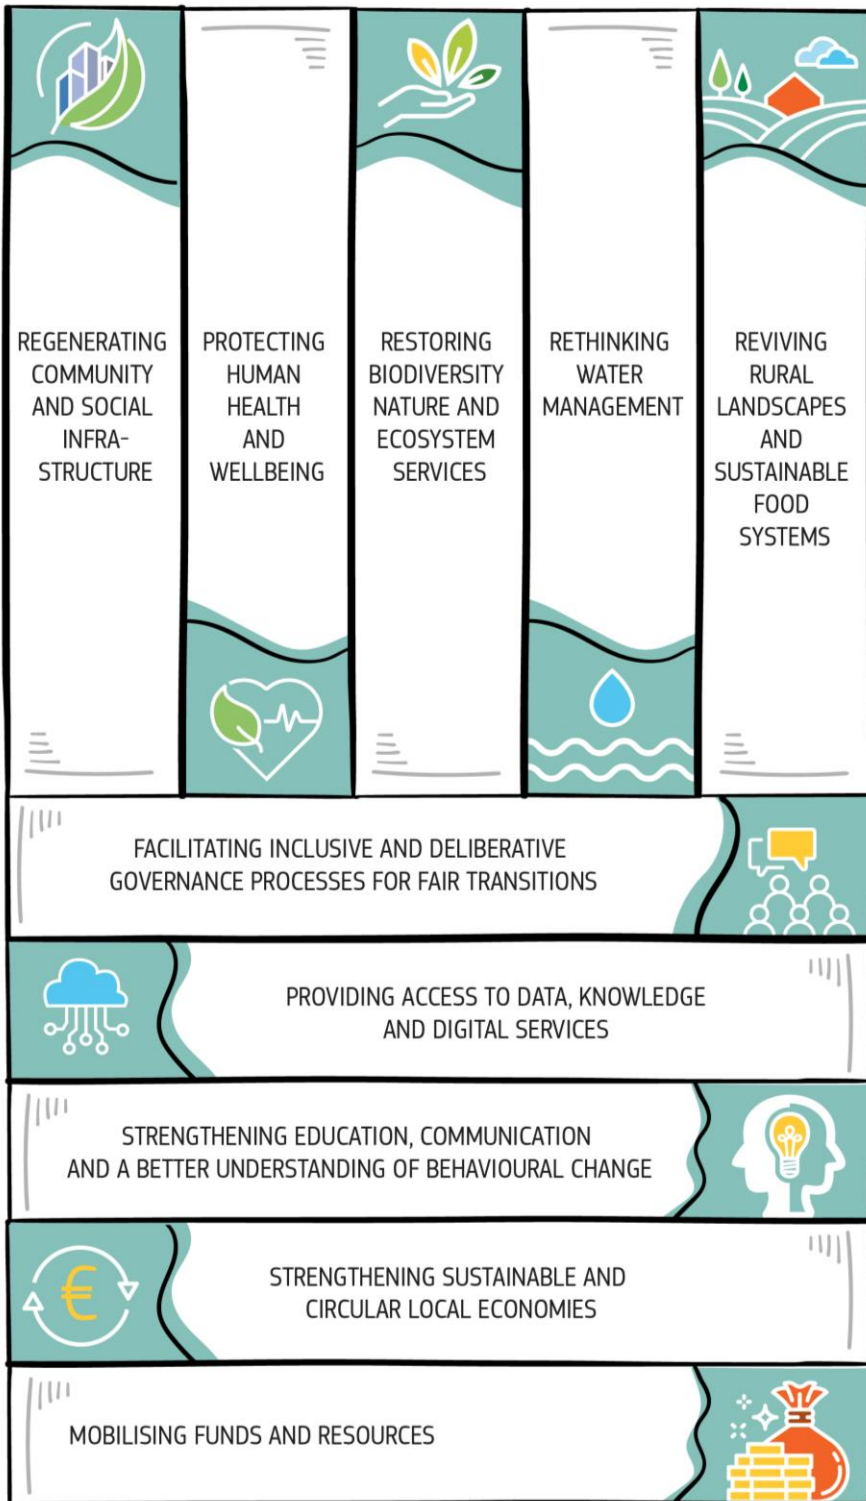 REGENERATING
COMMUNITY
AND SOCIAL
INFRA-
STRUCTURE
PROTECTING
HUMAN
HEALTH
AND
WELLBEING
RESTORING
BIODIVERSITY
NATURE AND
ECOSYSTEM
SERVICES
RETHINKING
WATER
MANAGEMENT
REVIVING
RURAL
LANDSCAPES
AND
SUSTAINABLE
FOOD
SYSTEMS
FACILITATING INCLUSIVE AND DELIBERATIVE
GOVERNANCE PROCESSES FOR FAIR TRANSITIONS
PROVIDING ACCESS TO DATA, KNOWLEDGE
AND DIGITAL SERVICES
STRENGTHENING EDUCATION, COMMUNICATION
AND A BETTER UNDERSTANDING OF BEHAVIOURAL CHANGE
€
STRENGTHENING SUSTAINABLE AND
CIRCULAR LOCAL ECONOMIES
MOBILISING FUNDS AND RESOURCES